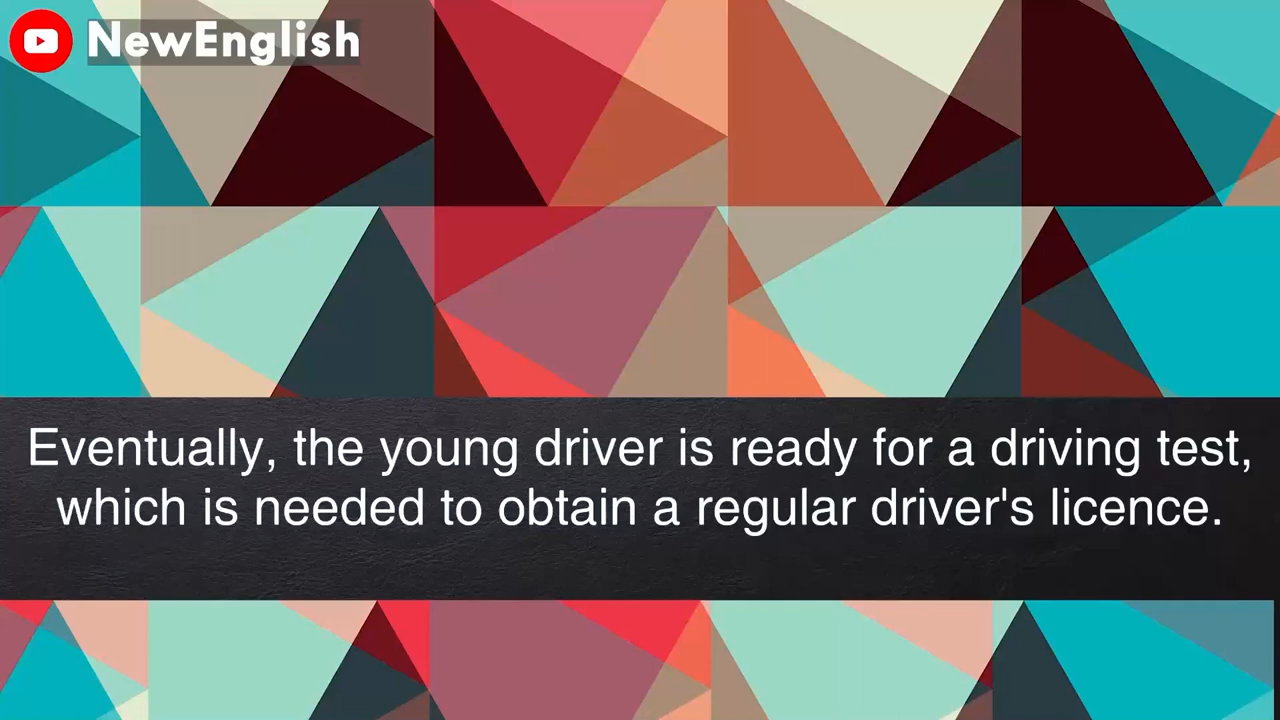 NewEnglish
Eventually, the young driver is ready for a driving test,
which is needed to obtain a regular driver's licence.